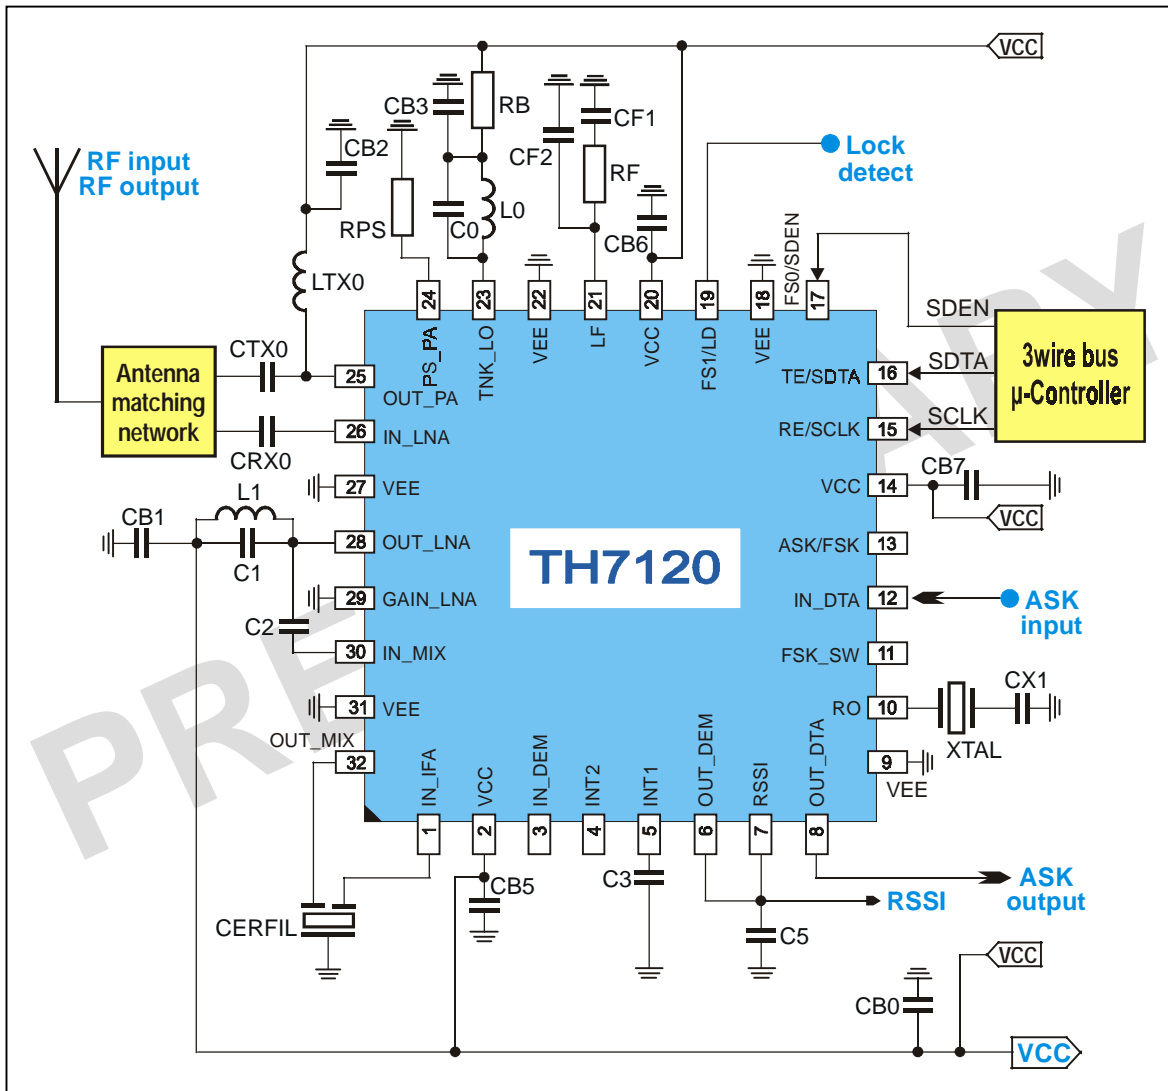 VCC
CB3
RB
CF1
CB2
CF2
RF
Lock
detect
RF input
RF output
RPS
C0
L0
CB6
FS0/SDEN
LTX0
24
23
22
21
20
19
18
17
PS_PA
TNK_LO
VEE
LF
VCC
FS1/LD
VEE
SDEN
SDTA
SCLK
3wire bus
µ-Controller
CTX0
Antenna
matching
network
CRX0
25
OUT_PA
26
IN_LNA
27
VEE
28
OUT_LNA
29
GAIN_LNA
30
IN_MIX
31
VEE
OUT_MIX
32
L1
CB1
C1
C2
TH7120
TE/SDTA
16
RE/SCLK
15
VCC
14
CB7
VCC
ASK/FSK
13
IN_DTA
12
ASK
input
FSK_SW
11
RO
10
CX1
XTAL
9
VEE
IN_IFA
VCC
IN_DEM
INT2
INT1
OUT_DEM
RSSI
OUT_DTA
1
2
3
4
5
6
7
8
CERFIL
CB5
C3
C5
RSSI
ASK
output
VCC
CB0
VCC